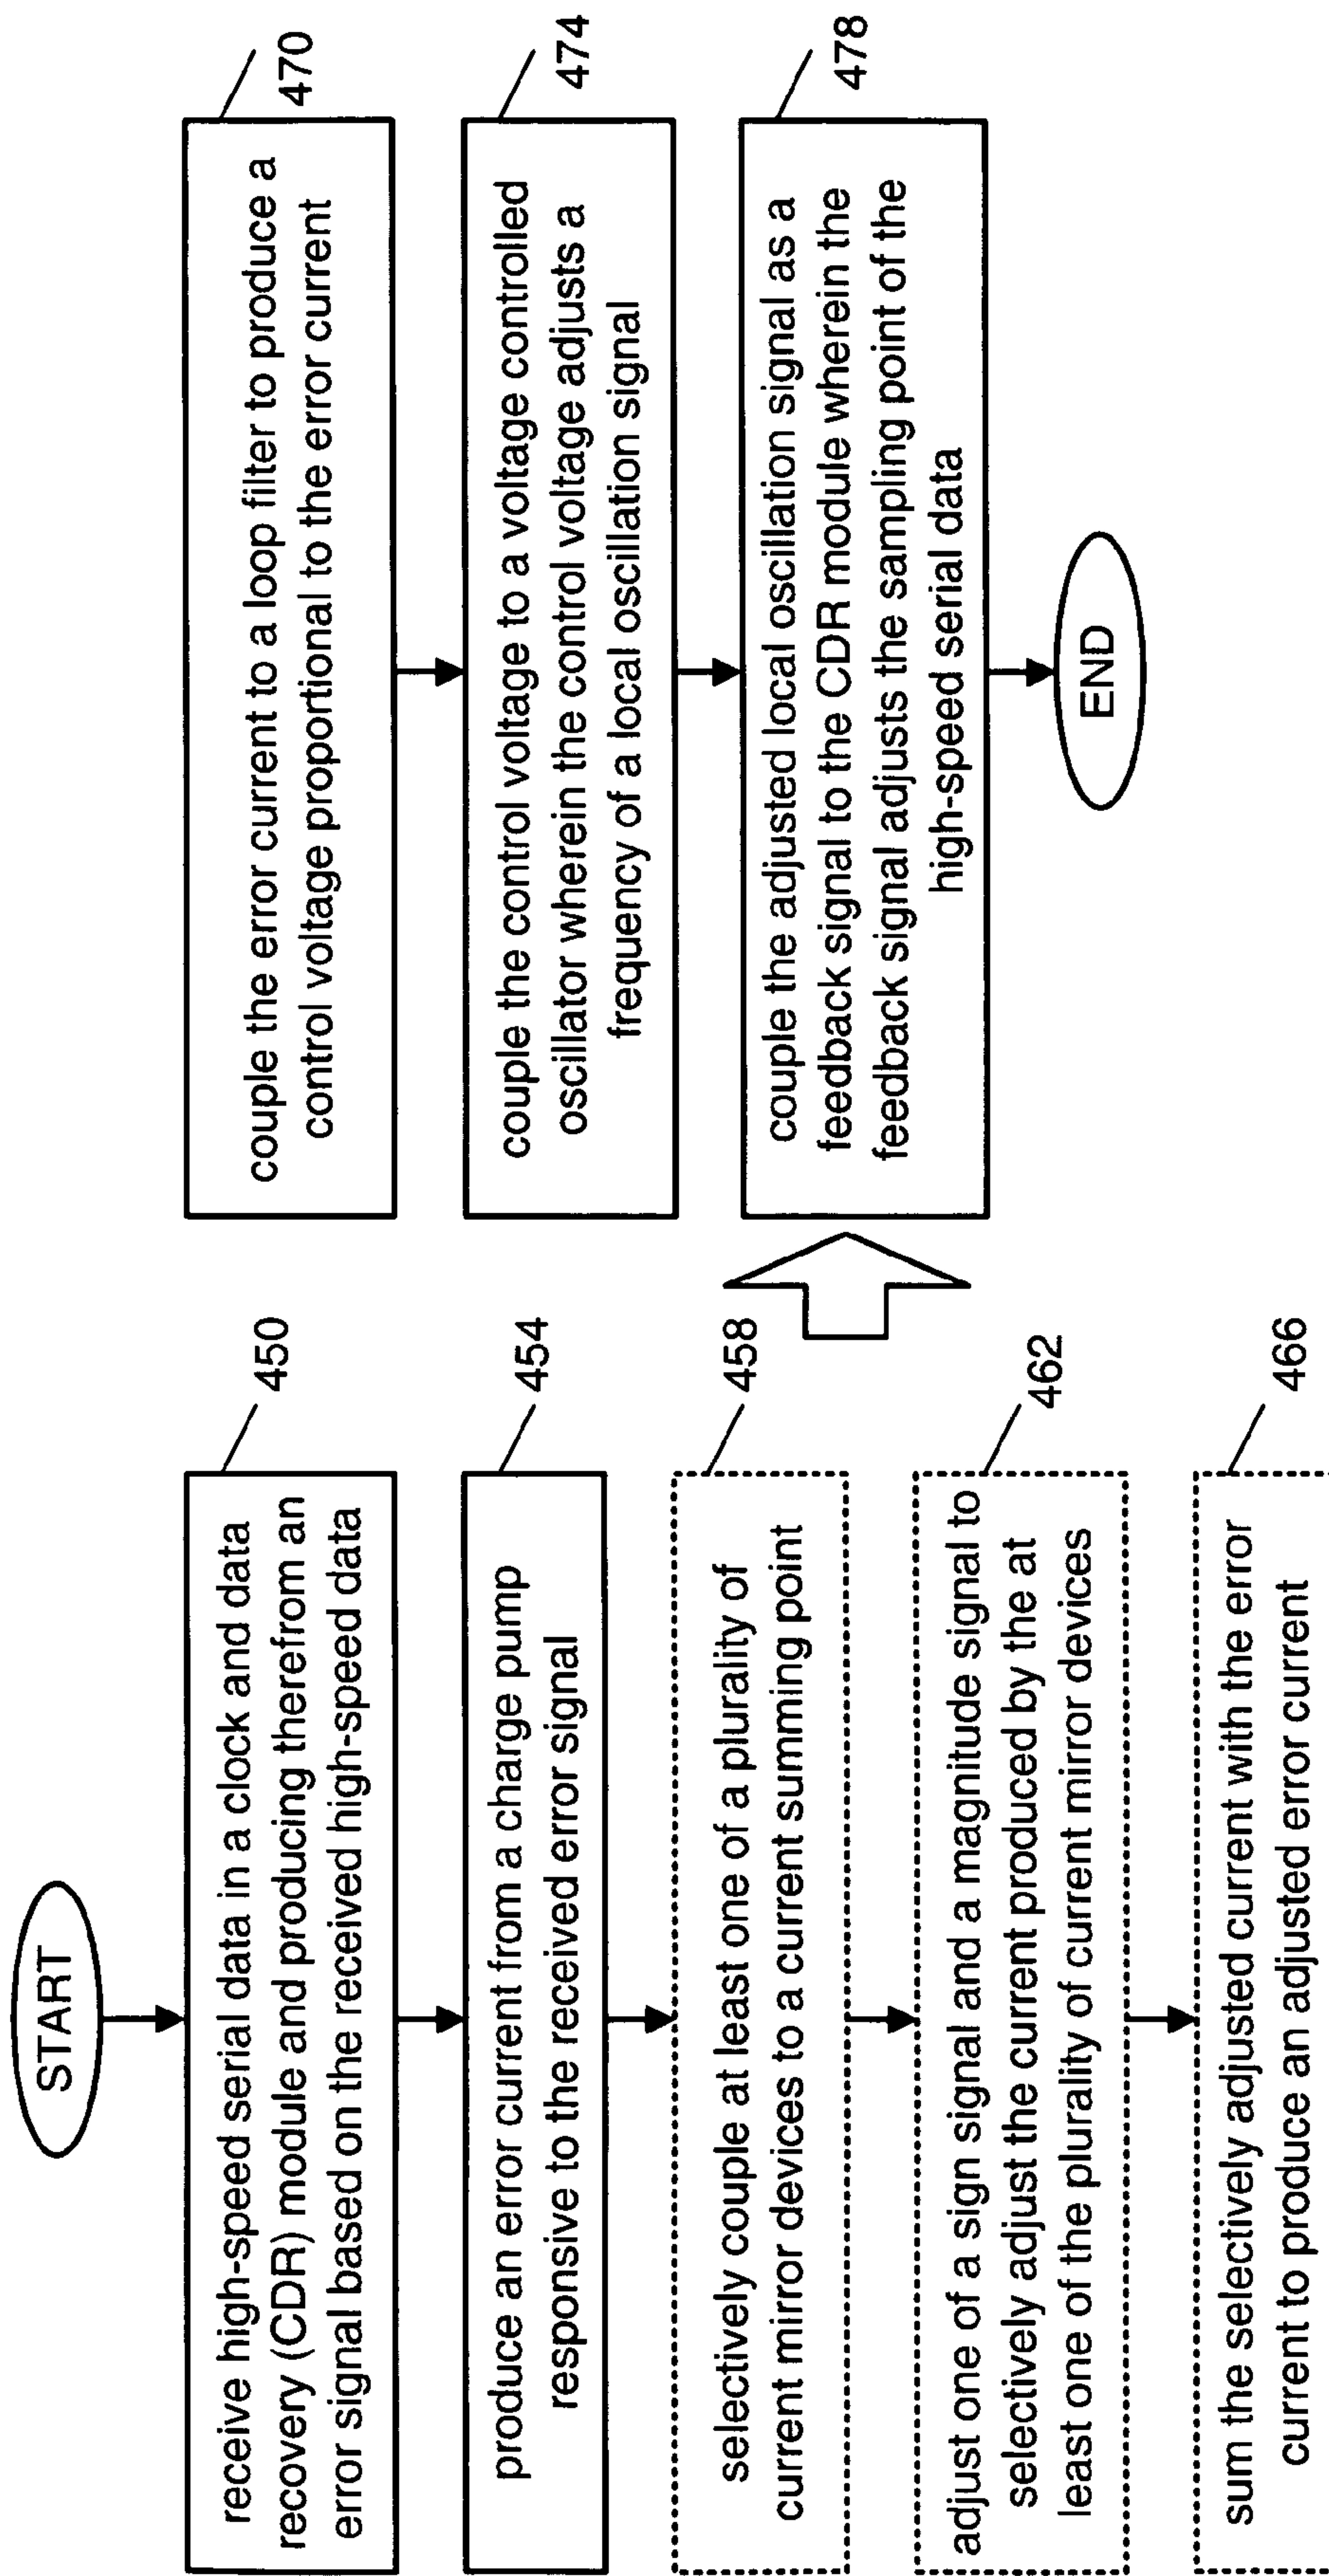 START
450
receive high-speed serial data in a clock and data
recovery (CDR) module and producing therefrom an
error signal based on the received high-speed data
454
produce an error current from a charge pump
responsive to the received error signal
458
selectively couple at least one of a plurality of
current mirror devices to a current summing point
462
adjust one of a sign signal and a magnitude signal to
selectively adjust the current produced by the at
least one of the plurality of current mirror devices
466
sum the selectively adjusted current with the error
current to produce an adjusted error current
470
couple the error current to a loop filter to produce a
control voltage proportional to the error current
474
couple the control voltage to a voltage controlled
oscillator wherein the control voltage adjusts a
frequency of a local oscillation signal
478
couple the adjusted local oscillation signal as a
feedback signal to the CDR module wherein the
feedback signal adjusts the sampling point of the
high-speed serial data
END